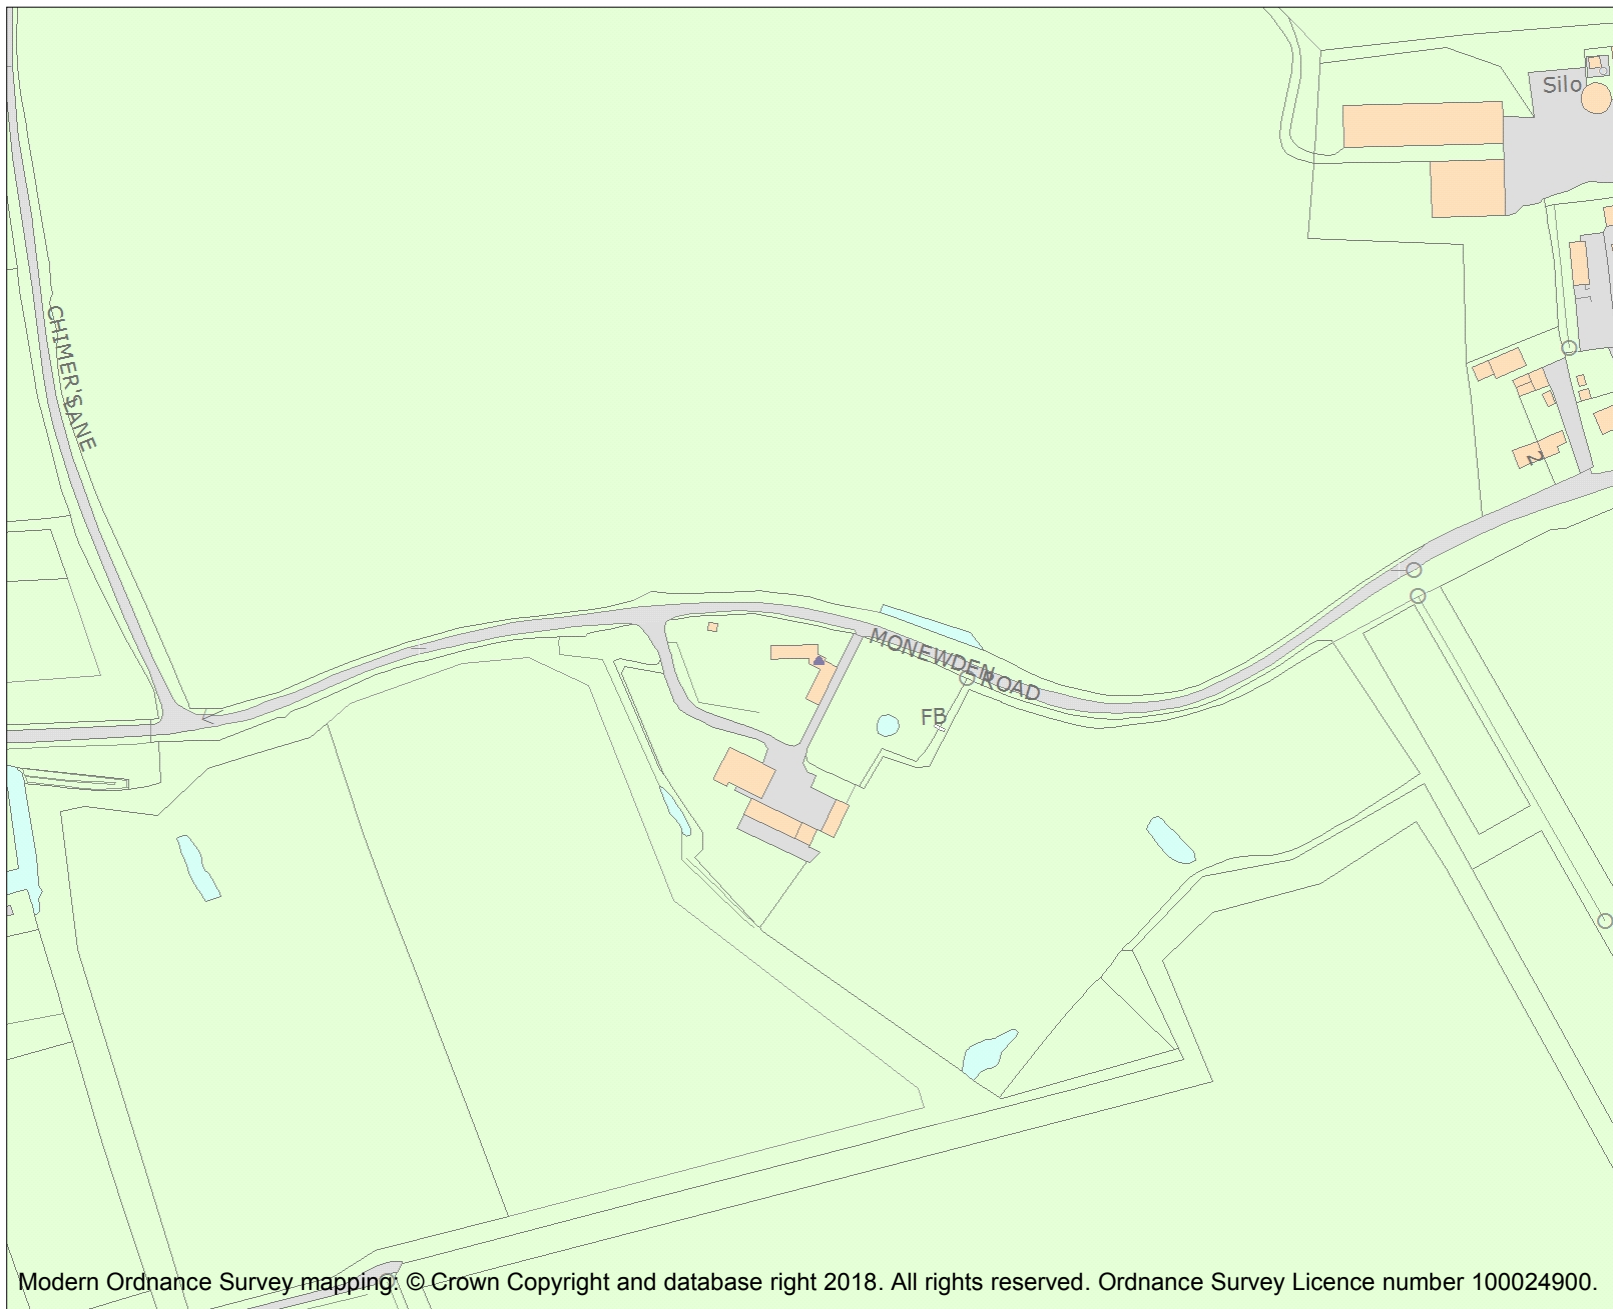 Silo
CHIMER'S LANE
2
MONEWDEN ROAD
FB
Modern Ordnance Survey mapping: © Crown Copyright and database right 2018. All rights reserved. Ordnance Survey Licence number 100024900.